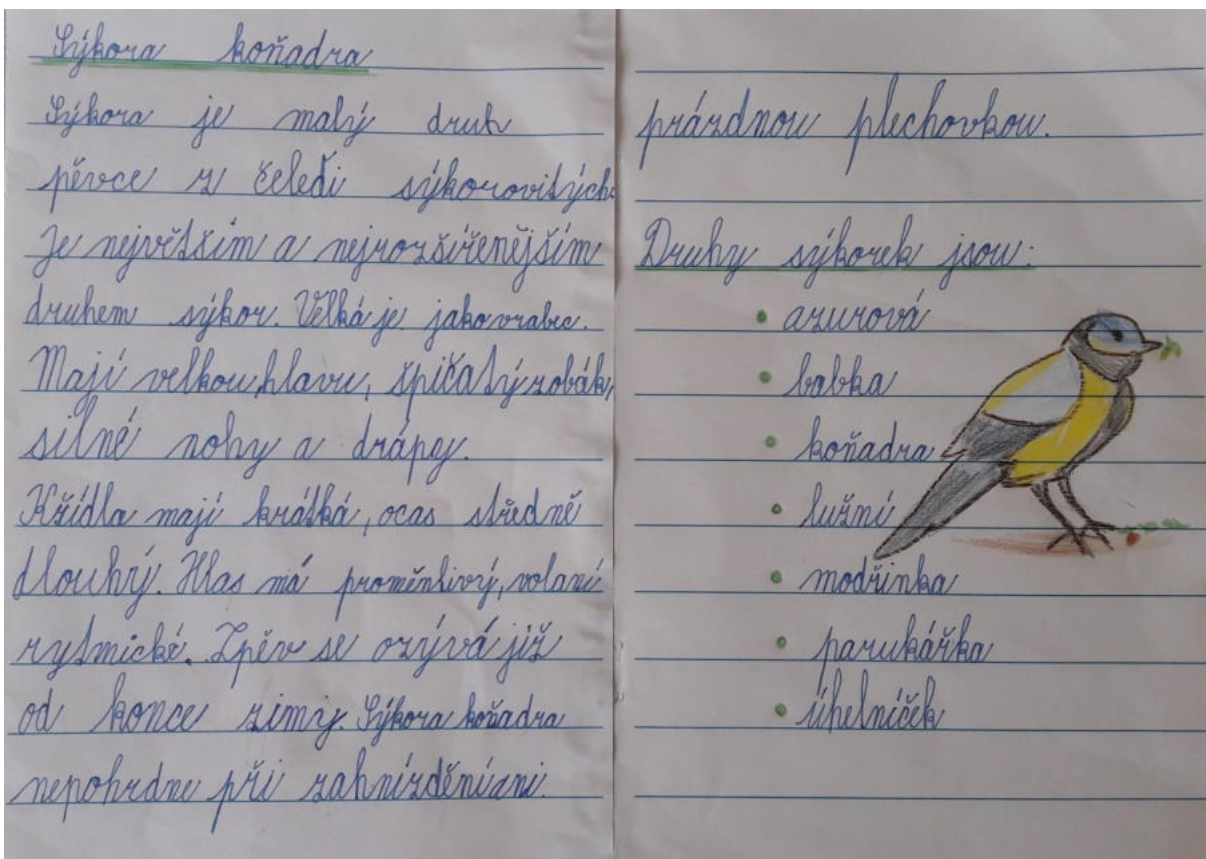 Sýkora koňadra
Sýkora je malý druh
pěvce z čeledi sýkorovitých.
Je největším a nejrozšířenějším
druhem sýkor. Velká je jako vrabec.
Mají velkou hlavu, špičatý zobák,
silné nohy a drápy.
Křídla mají krátká, ocas středně
dlouhý. Hlas má proměnlivý, volaní
rytmické. Zpěv se ozývá již
od konce zimy. Sýkora koňadra
nepohrdne při zahnízdění ani.
prázdnou plechovkou.
Druhy sýkorek jsou:
• azurová
• babka
• koňadra
• lužní
• modřinka
• parukářka
• úhelníček